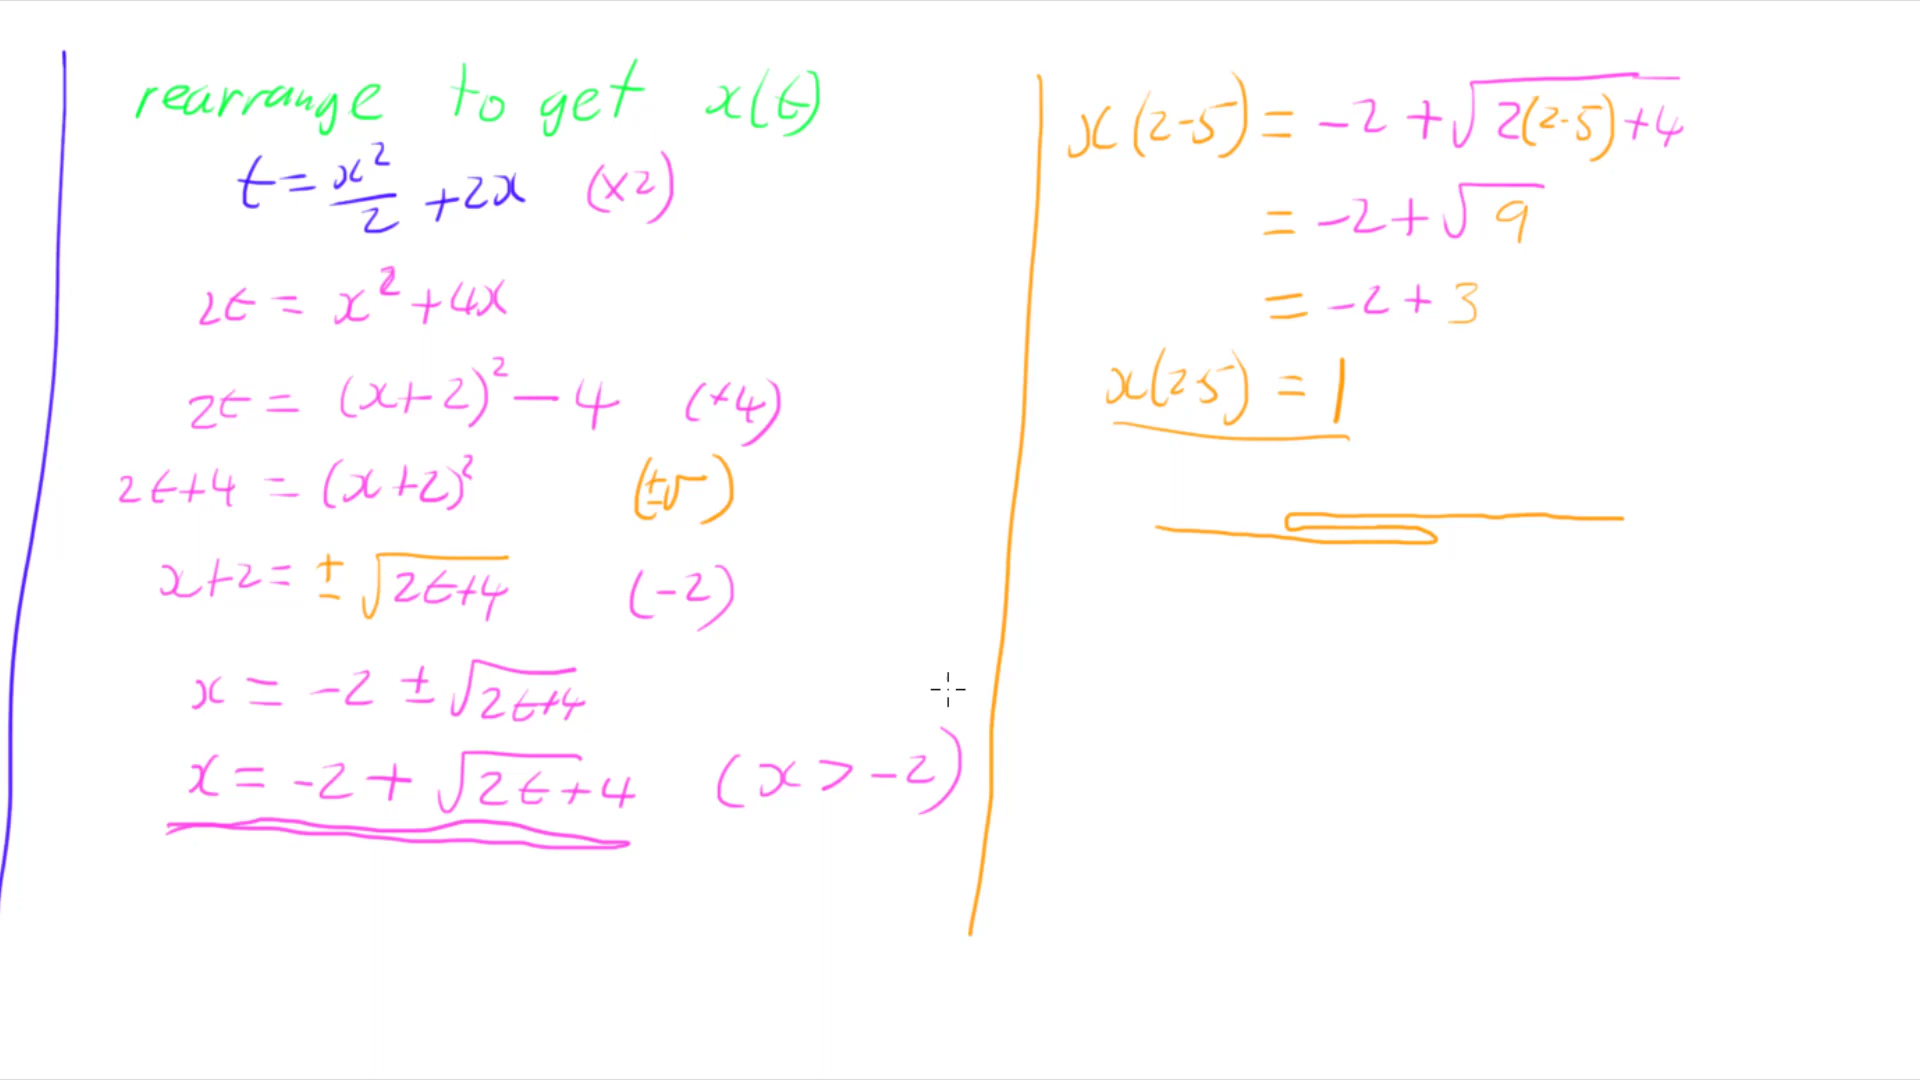 rearrange to get x(t)
t = x²/2 + 2x (×2)
2t = x² + 4x
2t = (x+2)² - 4 (+4)
2t+4 = (x+2)² (±√)
x+2 = ±√(2t+4) (-2)
x = -2 ± √(2t+4)
x = -2 + √(2t+4) (x > -2)
x(2.5) = -2 + √(2(2.5)+4)
= -2 + √9
= -2 + 3
x(2.5) = 1